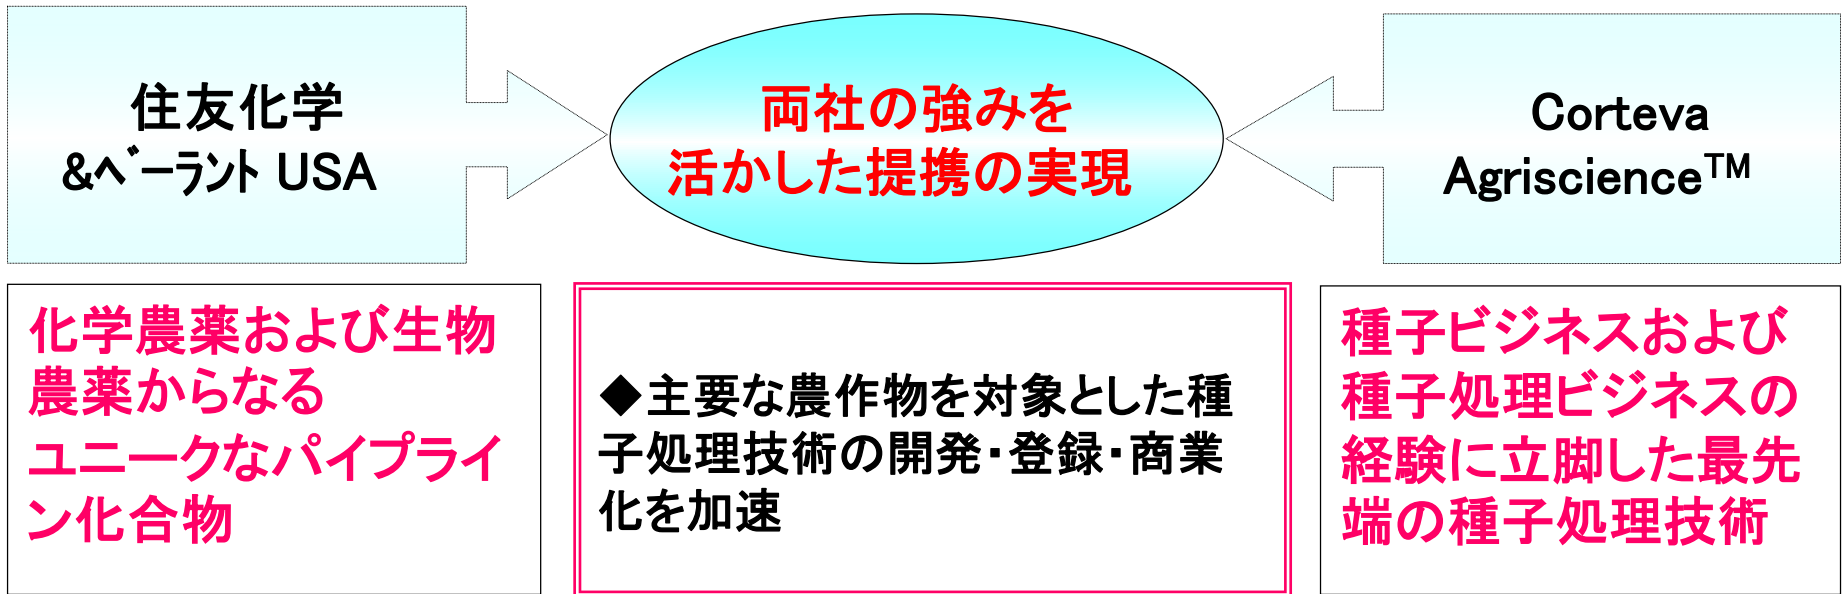 住友化学
&ﾍﾞｰﾗﾝﾄ USA
両社の強みを
活かした提携の実現
Corteva
Agriscience™
化学農薬および生物
農薬からなる
ユニークなパイプライ
ン化合物
◆主要な農作物を対象とした種
子処理技術の開発・登録・商業
化を加速
種子ビジネスおよび
種子処理ビジネスの
経験に立脚した最先
端の種子処理技術